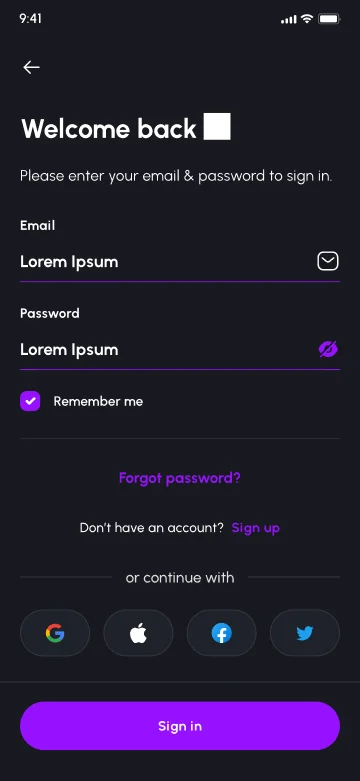 9:41
Welcome back
Please enter your email & password to sign in.
Email
Lorem Ipsum
Password
Lorem Ipsum
Remember me
Forgot password?
Don't have an account? Sign up
or continue with
Sign in